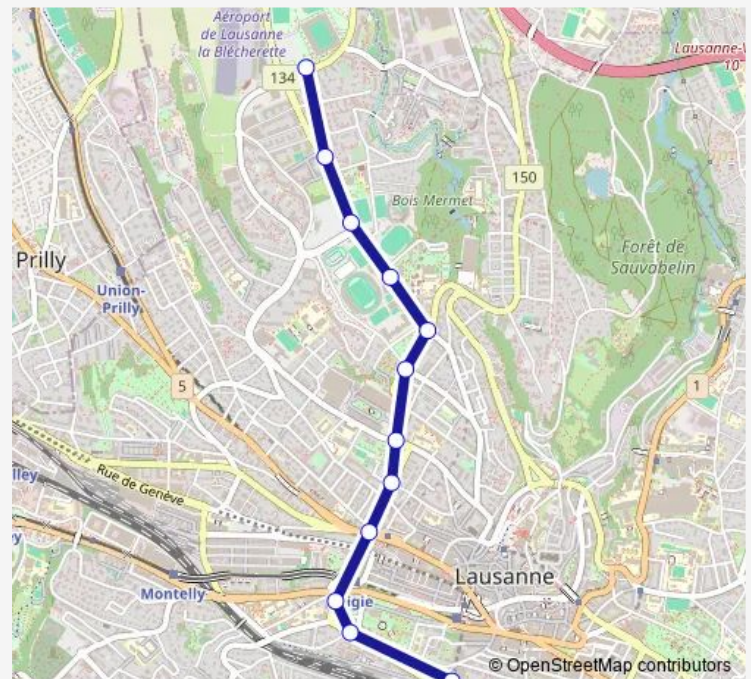 Aéroport
de Lausanne
la Blécherette
Lausanne-
10
134
150
Bois Mermet
Prilly
Forêt de
Sauvabelin
Union-
Prilly
5
1
Rue de Genève
Lausanne
Montelly
igie
© OpenStreetMap contributors